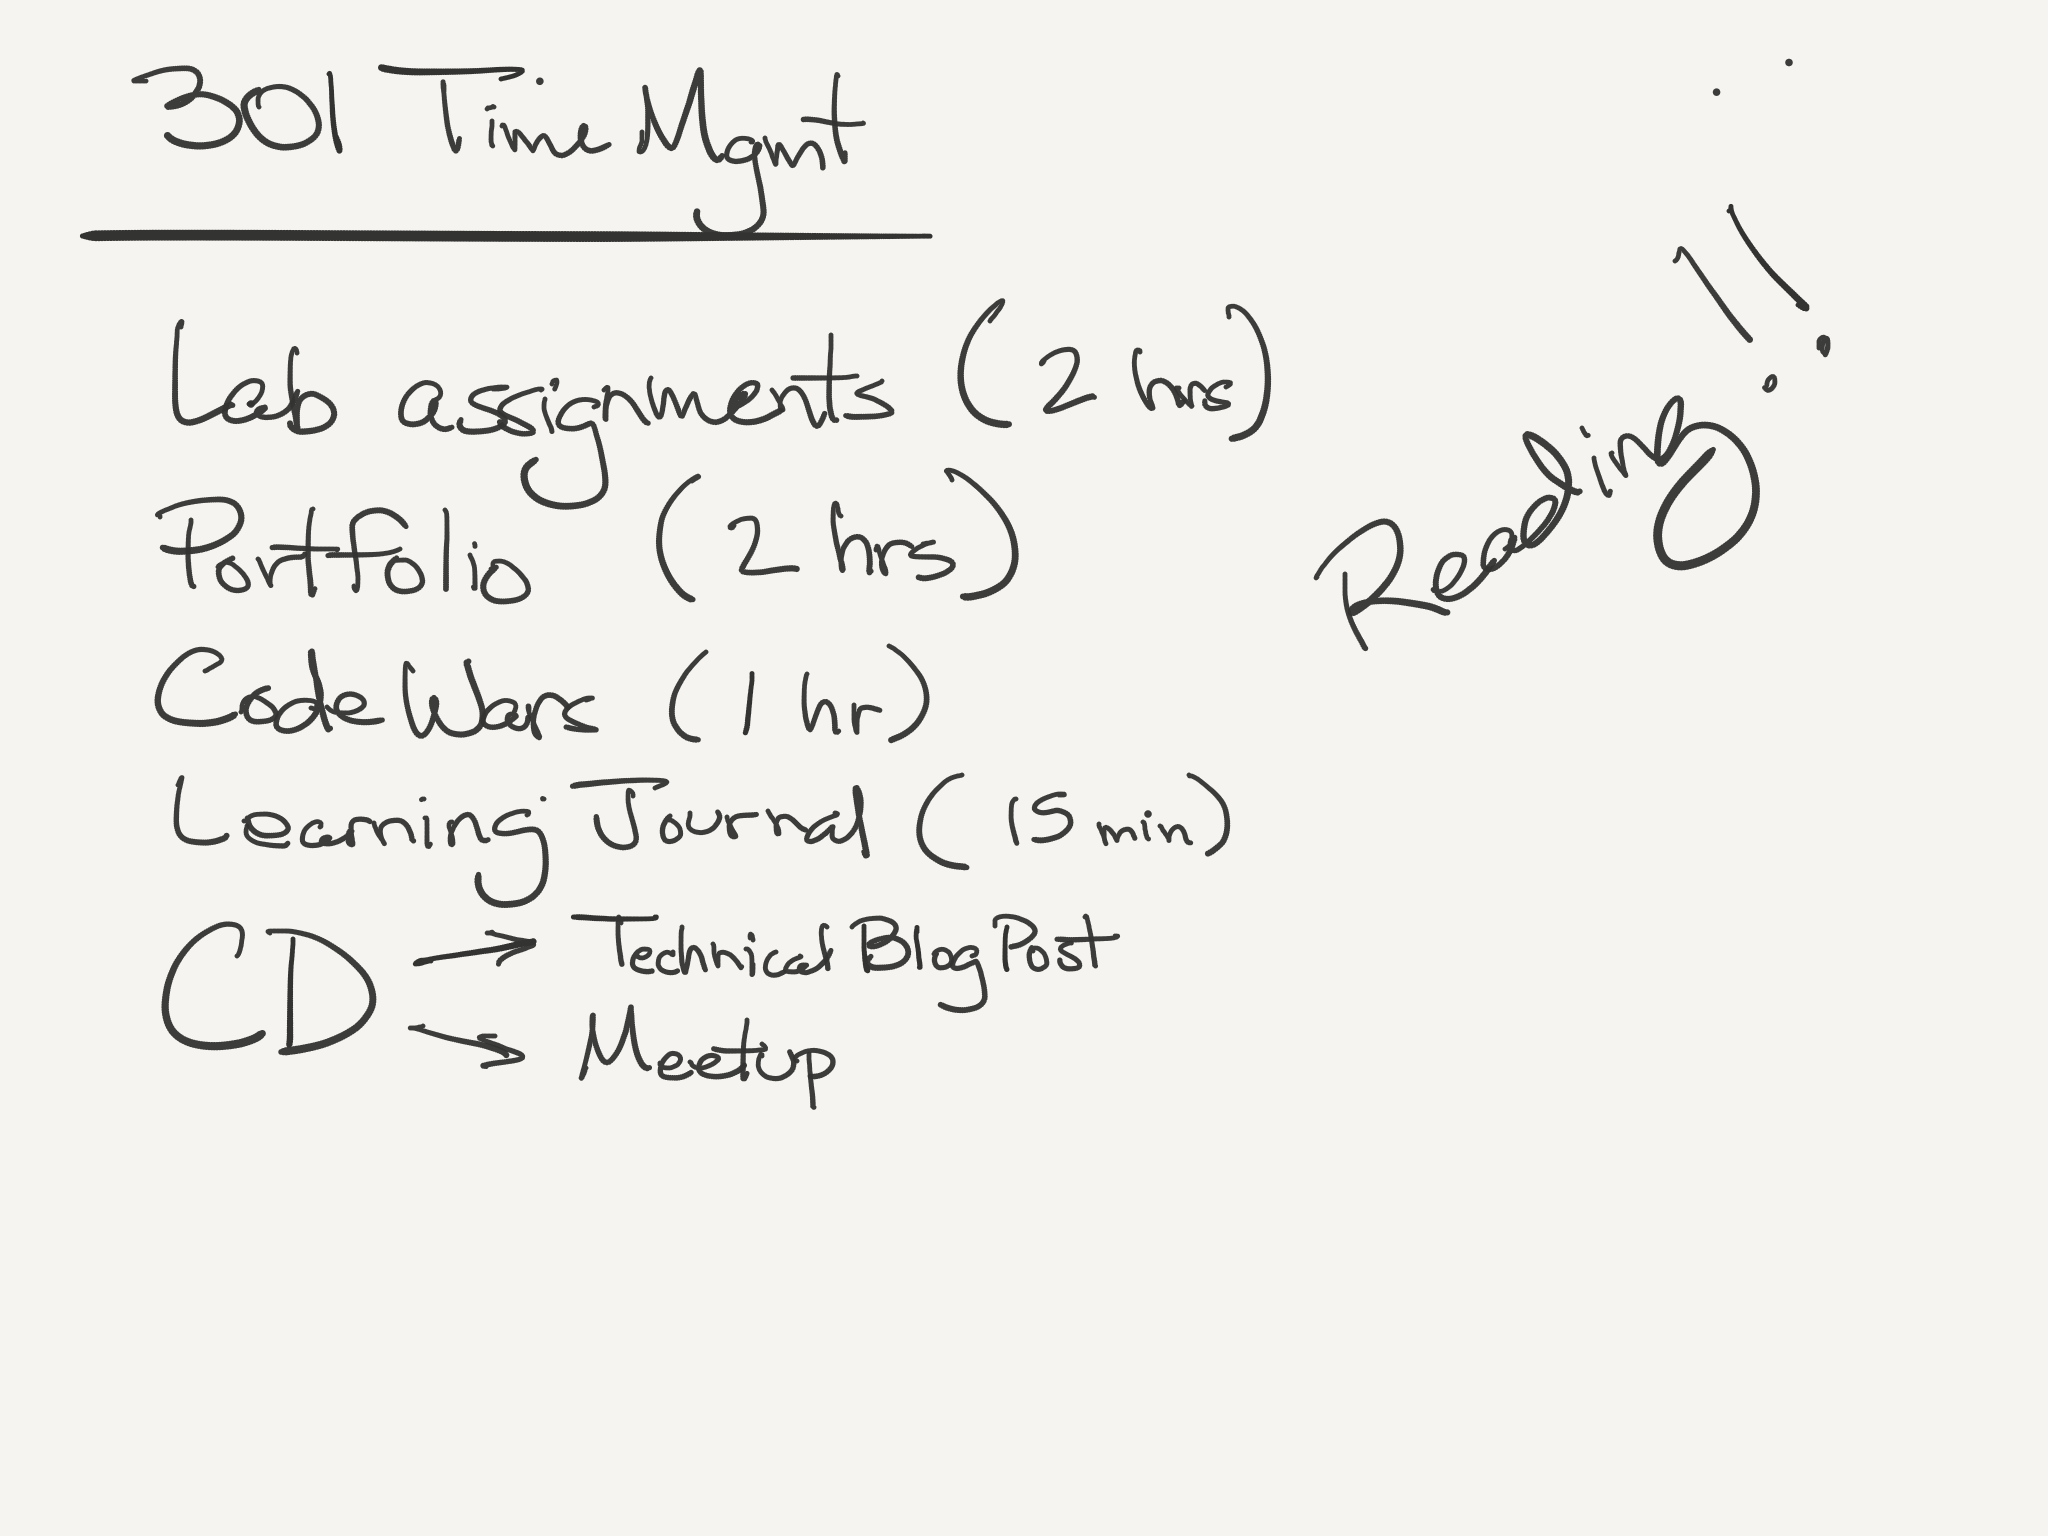 301 Time Mgmt
Lab assignments (2 hrs)
Portfolio (2 hrs)
Code Wars (1 hr)
Learning Journal (15 min)
CD → Technical Blog Post
→ Meetup
Reading!!